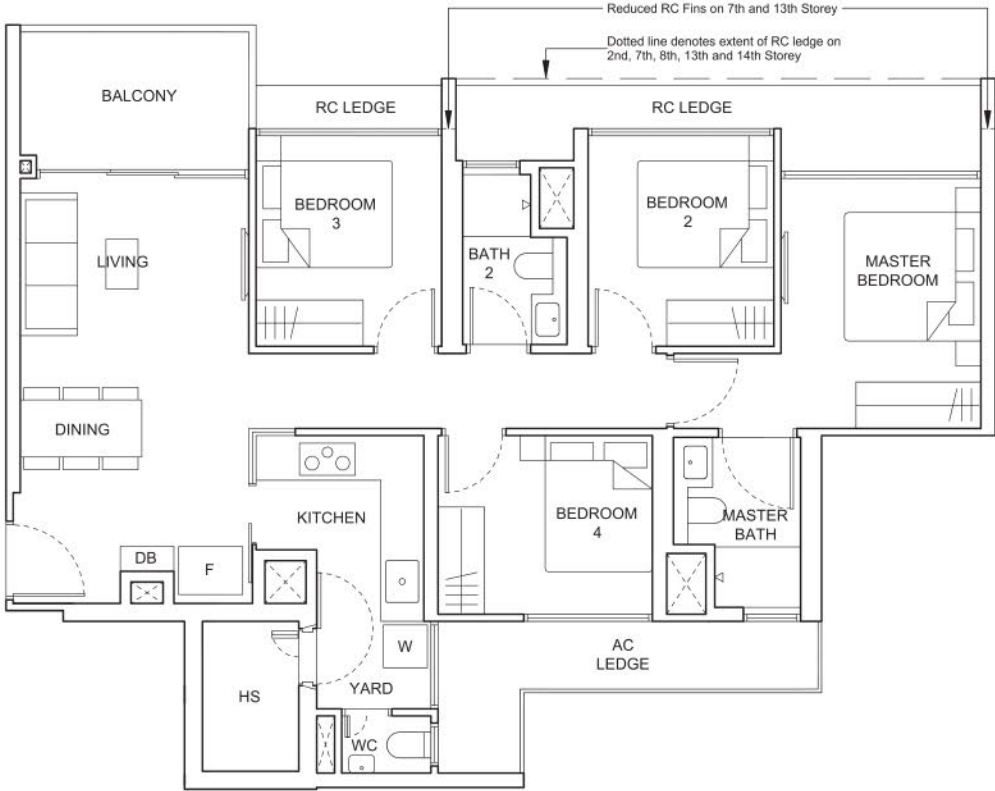 Reduced RC Fins on 7th and 13th Storey
Dotted line denotes extent of RC ledge on
2nd, 7th, 8th, 13th and 14th Storey
BALCONY
RC LEDGE
RC LEDGE
BEDROOM
3
BEDROOM
2
BATH
2
LIVING
MASTER
BEDROOM
DINING
KITCHEN
BEDROOM
4
MASTER
BATH
DB
F
W
AC
LEDGE
HS
YARD
WC